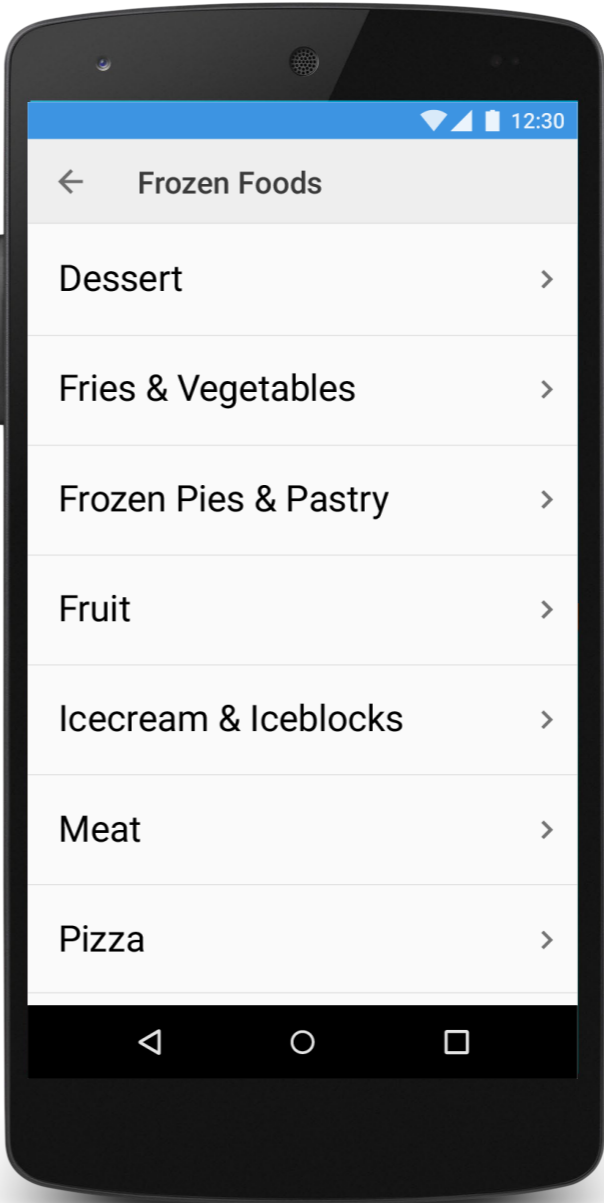 12:30
Frozen Foods
Dessert
Fries & Vegetables
Frozen Pies & Pastry
Fruit
Icecream & Iceblocks
Meat
Pizza